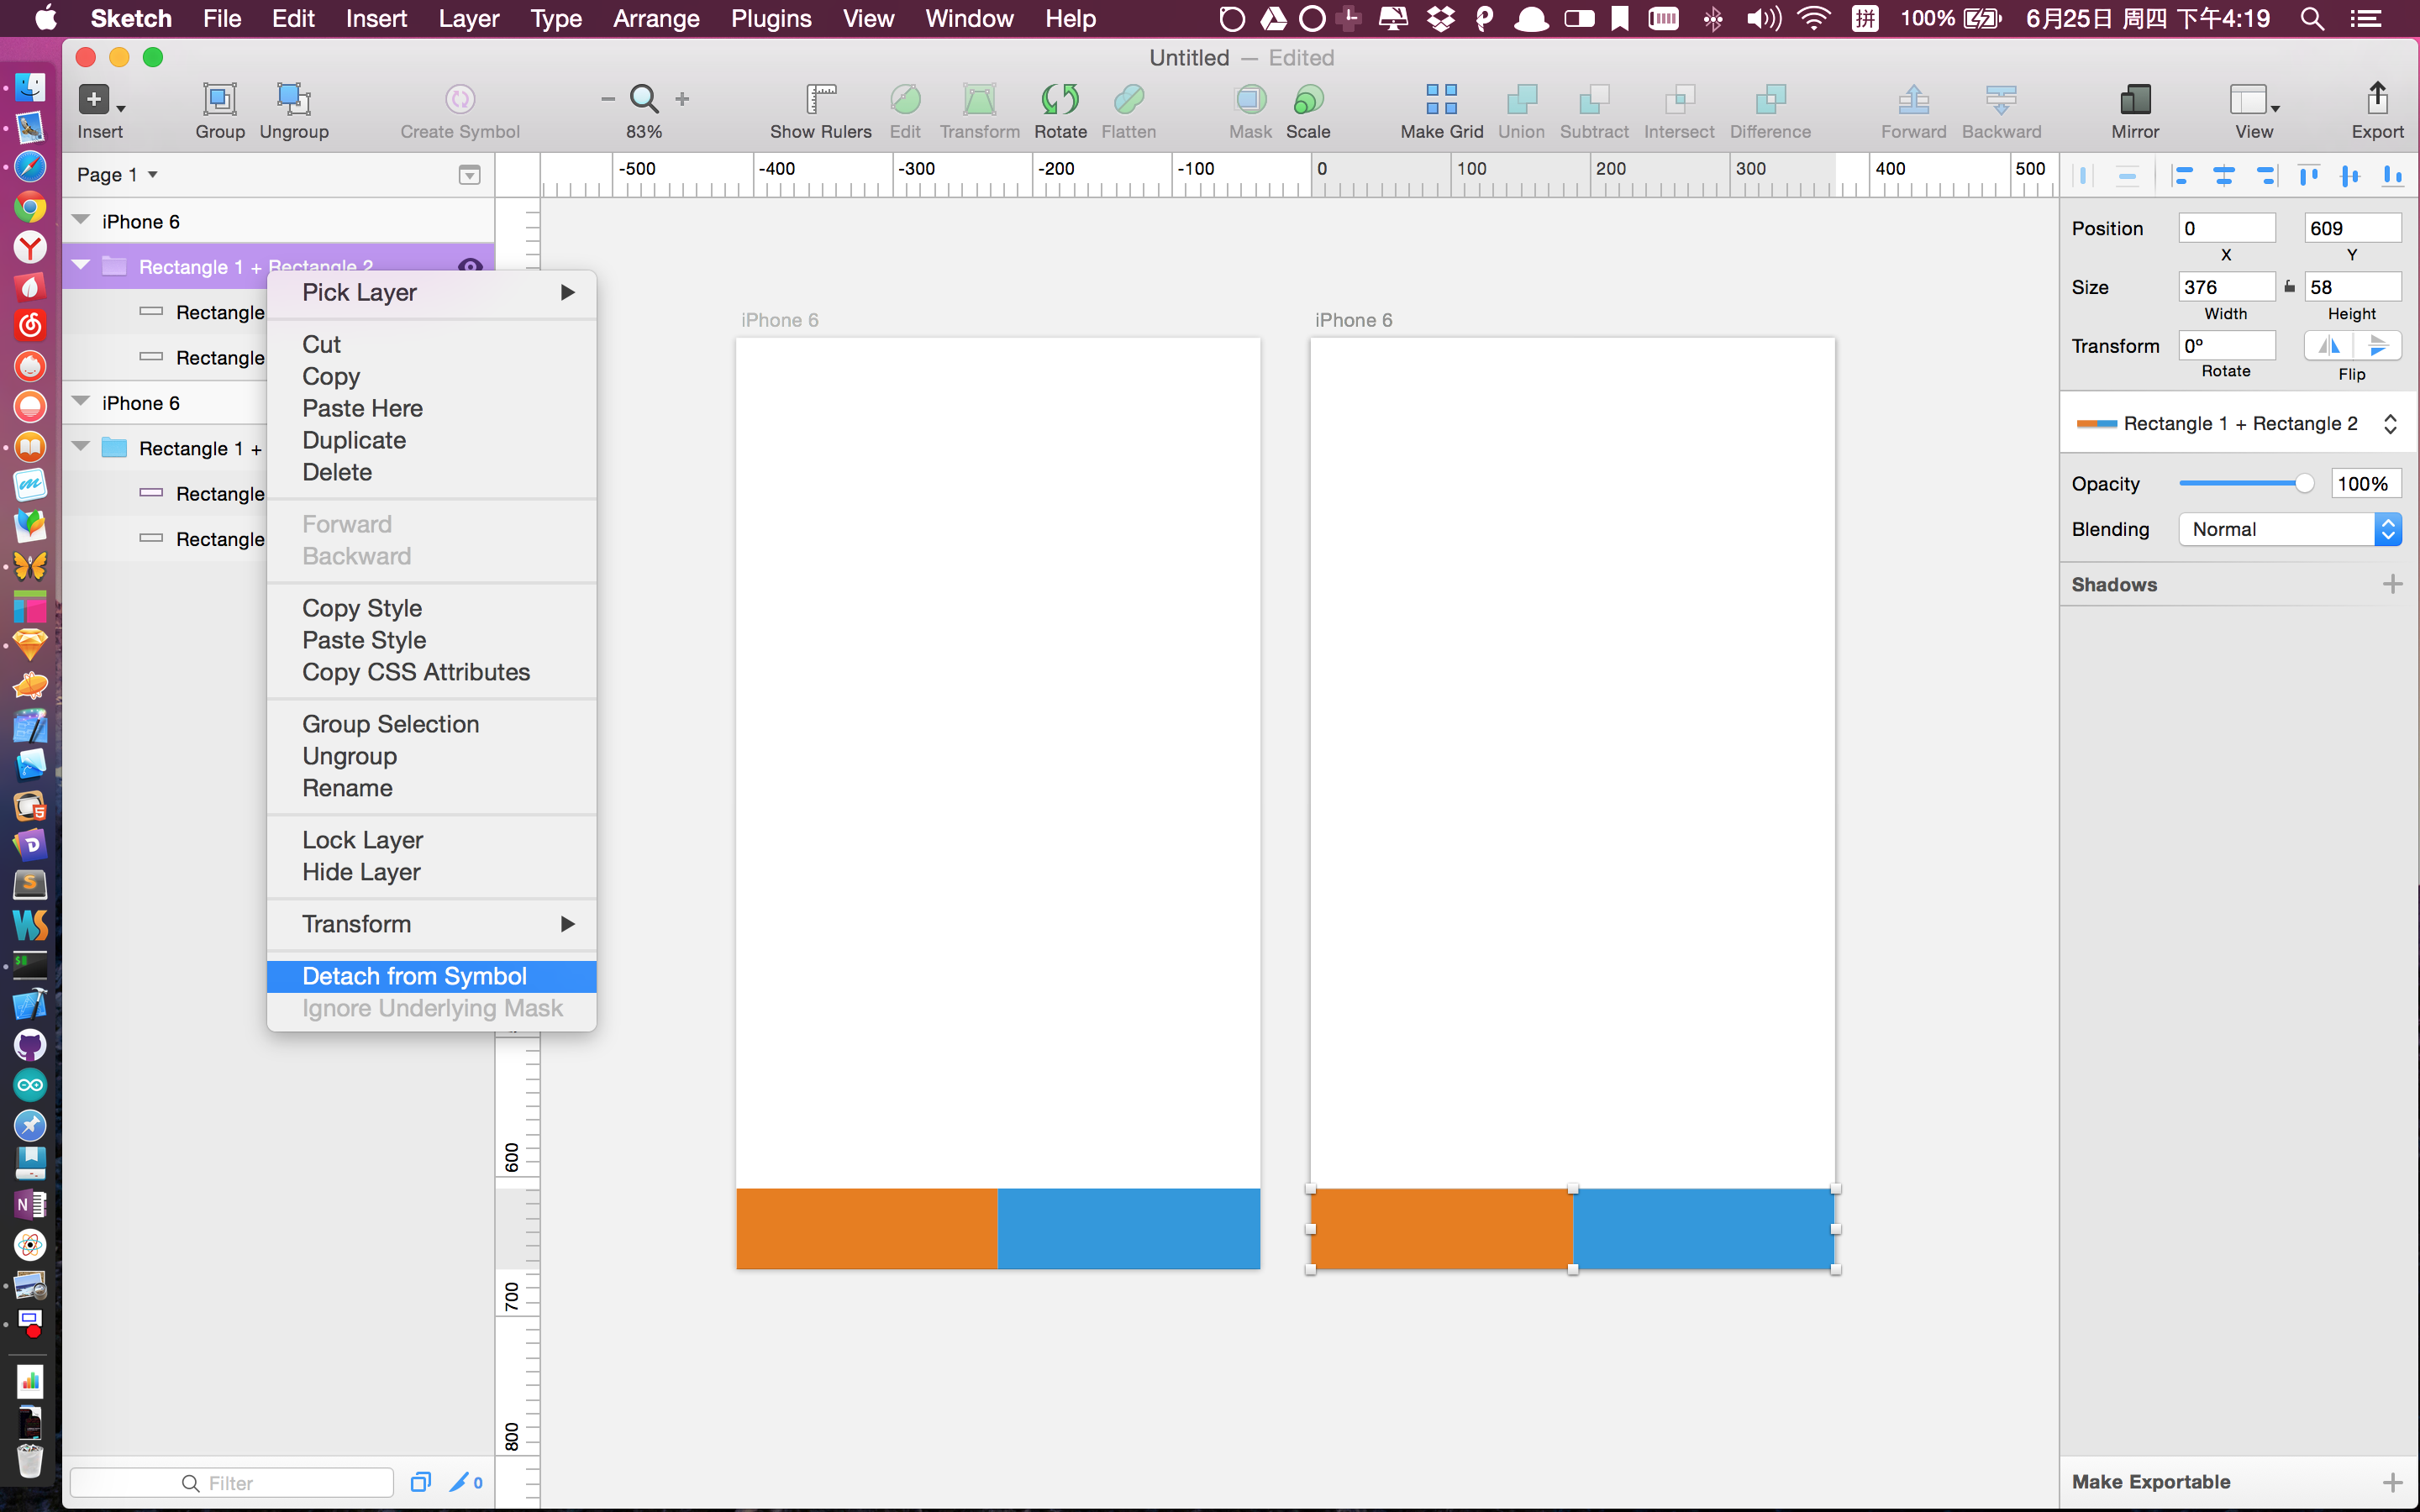 Sketch File Edit Insert Layer Type Arrange Plugins View Window Help 拼 100% 6月25日 周四 下午4:19
Untitled — Edited
Insert Group Ungroup Create Symbol 83% Show Rulers Edit Transform Rotate Flatten Mask Scale Make Grid Union Subtract Intersect Difference Forward Backward Mirror View Export
Page 1
-500 -400 -300 -200 -100 0 100 200 300 400 500
iPhone 6
Rectangle 1 + Rectangle 2
Rectangle
Rectangle
iPhone 6
Rectangle 1 +
Rectangle
Rectangle
Pick Layer
Cut
Copy
Paste Here
Duplicate
Delete
Forward
Backward
Copy Style
Paste Style
Copy CSS Attributes
Group Selection
Ungroup
Rename
Lock Layer
Hide Layer
Transform
Detach from Symbol
Ignore Underlying Mask
iPhone 6
iPhone 6
600
700
800
Position 0 609
X Y
Size 376 58
Width Height
Transform 0º
Rotate Flip
Rectangle 1 + Rectangle 2
Opacity 100%
Blending Normal
Shadows
Filter 0
Make Exportable